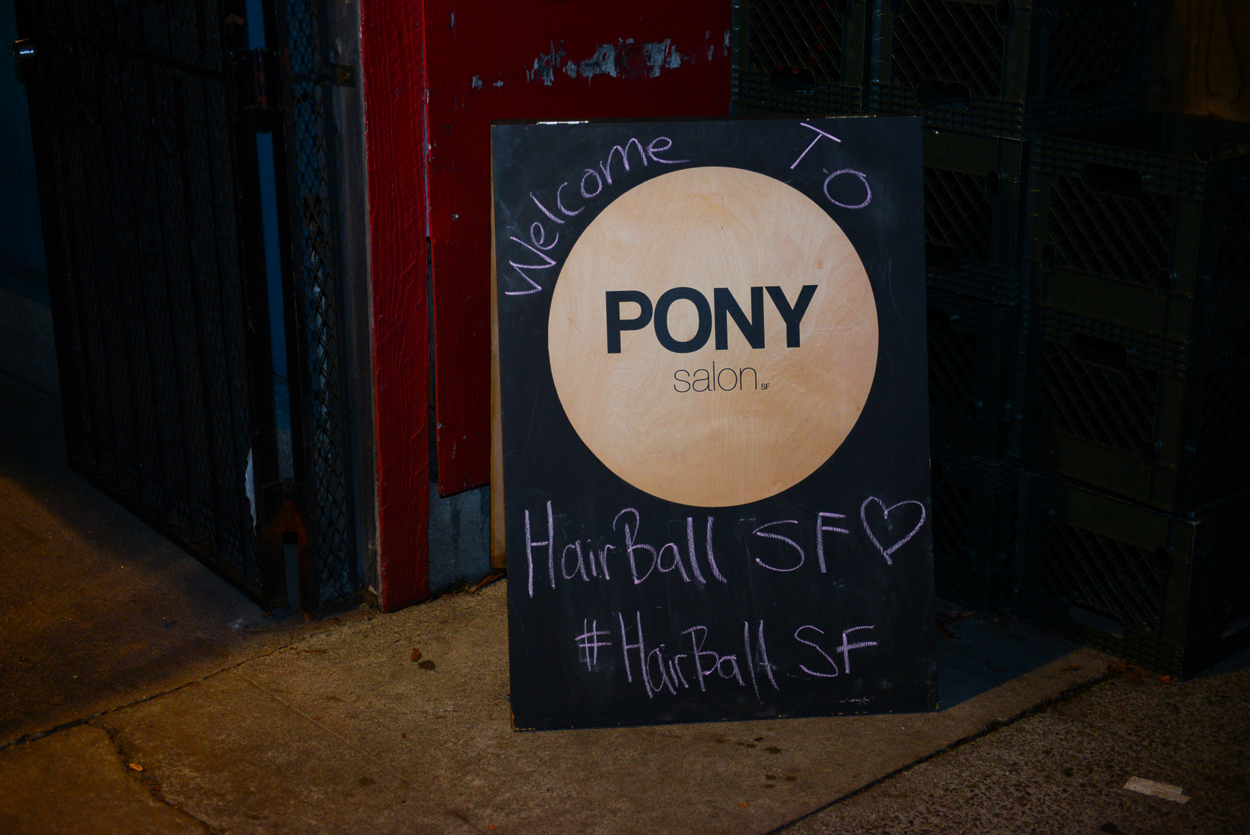 Welcome To
PONY
salon SF
HairBall SF♡
#HairBall SF